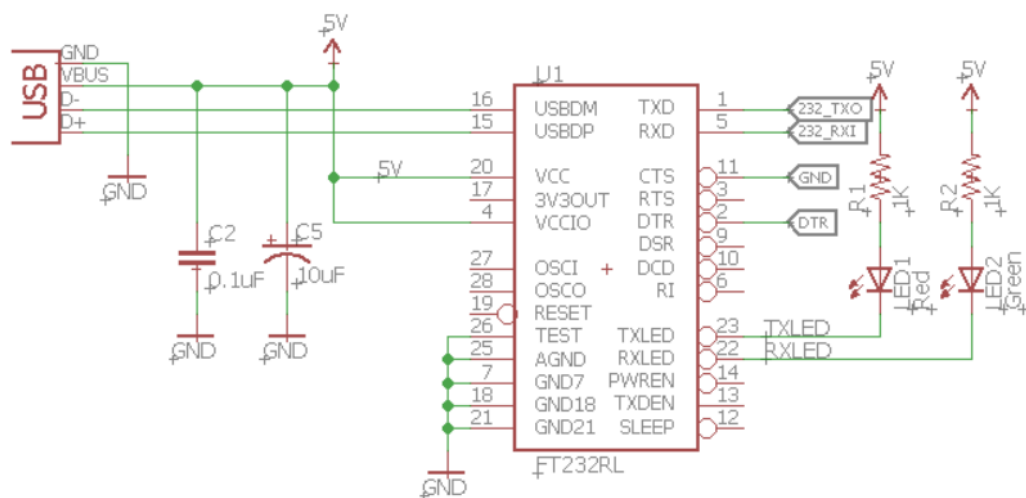 USB
GND
VBUS
D-
D+
5V
GND
C2
0.1uF
GND
C5
10uF
GND
5V
U1
16 USBDM TXD 1 232_TXO
15 USBDP RXD 5 232_RXI
20 VCC CTS 11 GND
17 3V3OUT RTS 3
4 VCCIO DTR 2 DTR
DSR 9
27 OSCI DCD 10
28 OSCO RI 6
19 RESET
26 TEST TXLED 23 TXLED
25 AGND RXLED 22 RXLED
7 GND7 PWREN 14
18 GND18 TXDEN 13
21 GND21 SLEEP 12
GND
FT232RL
5V
R1
1K
LED1
Red
5V
R2
1K
LED2
Green